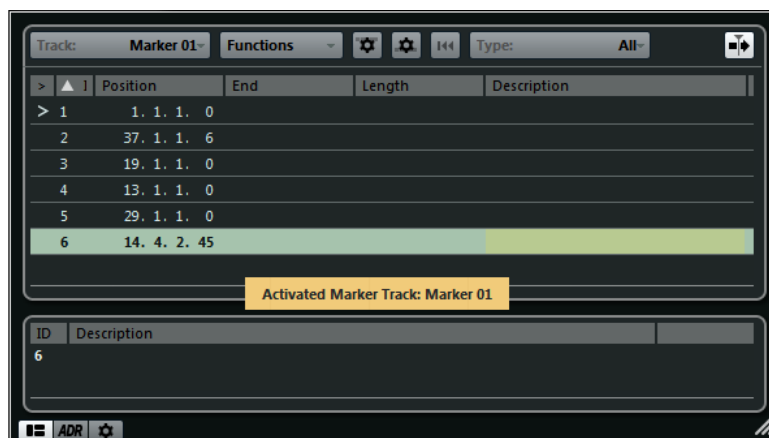 Track: Marker 01 Functions Type: All
> I Position End Length Description
> 1 1. 1. 1. 0
2 37. 1. 1. 6
3 19. 1. 1. 0
4 13. 1. 1. 0
5 29. 1. 1. 0
6 14. 4. 2. 45
Activated Marker Track: Marker 01
ID Description
6
ADR